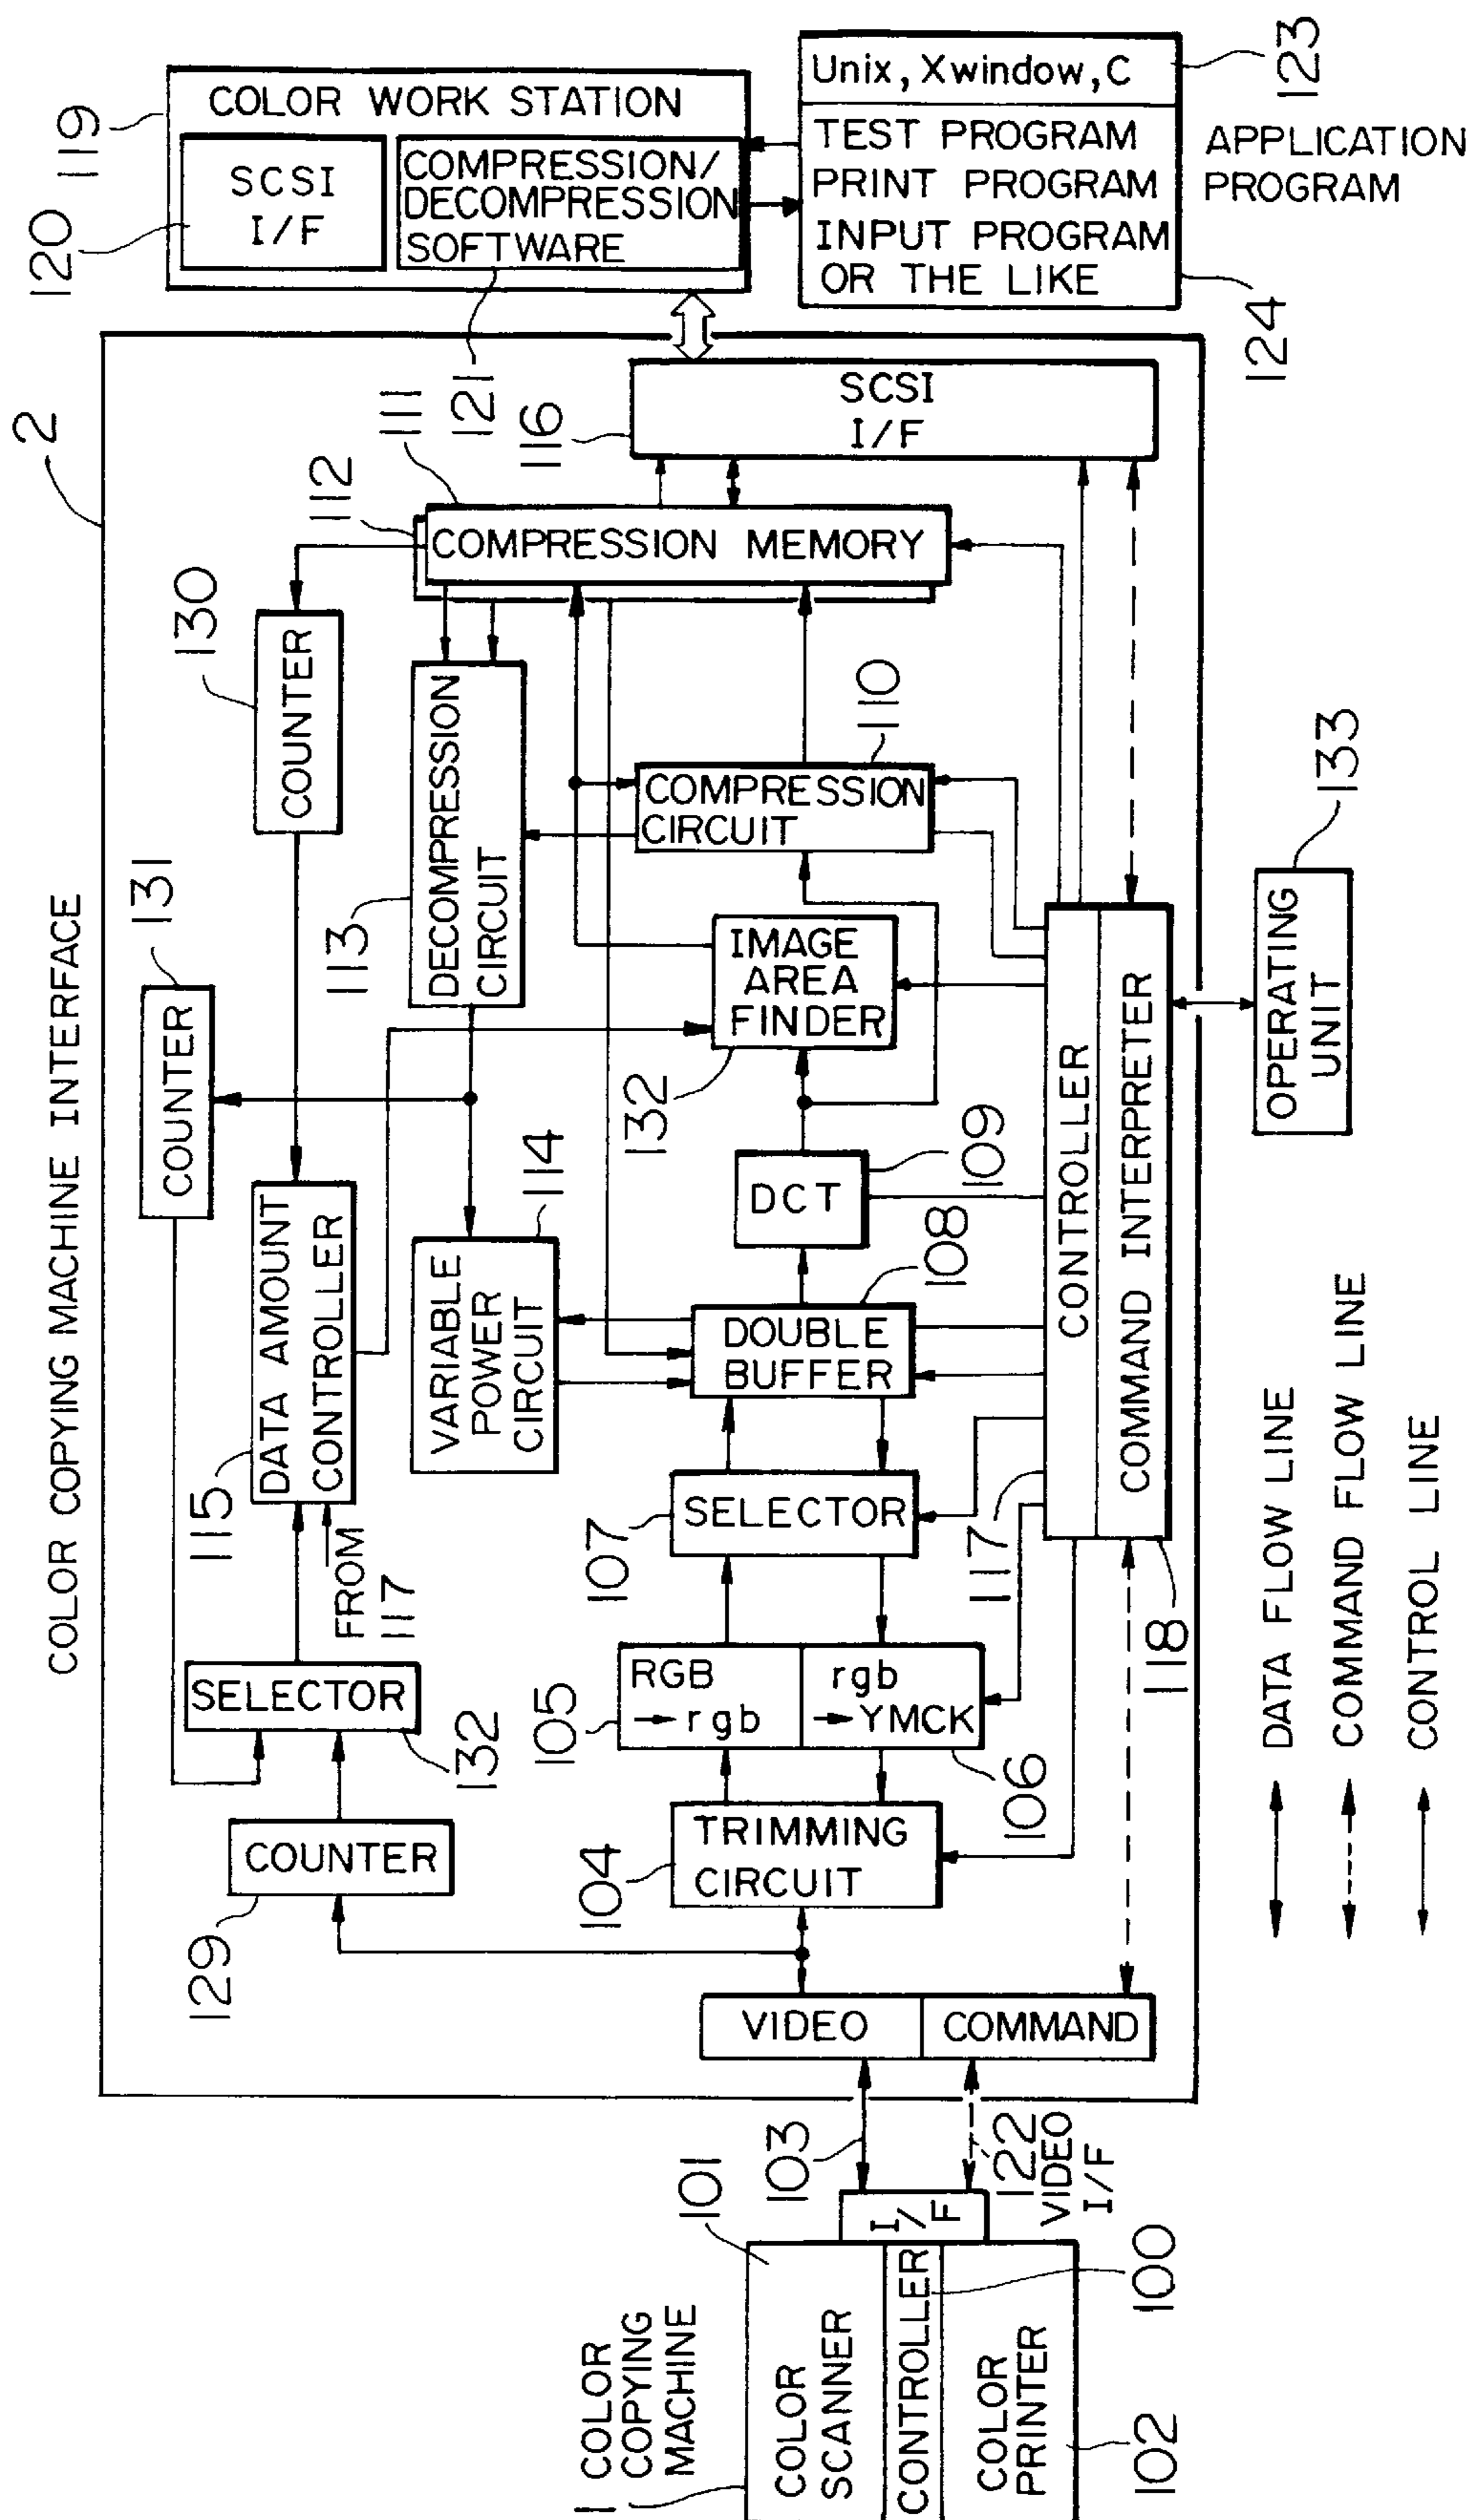 COLOR COPYING MACHINE INTERFACE
2
1
COLOR
COPYING
MACHINE
101
COLOR
SCANNER
CONTROLLER
100
COLOR
PRINTER
102
I/F
103
122
VIDEO
I/F
VIDEO
COMMAND
129
COUNTER
SELECTOR
132
FROM
117
115
DATA AMOUNT
CONTROLLER
COUNTER
131
COUNTER
130
104
TRIMMING
CIRCUIT
105
RGB
→rgb
rgb
→YMCK
106
107
SELECTOR
DOUBLE
BUFFER
108
VARIABLE
POWER
CIRCUIT
114
DCT
109
132
IMAGE
AREA
FINDER
113
DECOMPRESSION
CIRCUIT
COMPRESSION
CIRCUIT
110
112
111
COMPRESSION MEMORY
116
SCSI
I/F
117
CONTROLLER
COMMAND INTERPRETER
118
OPERATING
UNIT
133
119
COLOR WORK STATION
120
SCSI
I/F
COMPRESSION/
DECOMPRESSION
SOFTWARE
121
Unix, Xwindow, C
123
TEST PROGRAM
PRINT PROGRAM
INPUT PROGRAM
OR THE LIKE
124
APPLICATION
PROGRAM
DATA FLOW LINE
COMMAND FLOW LINE
CONTROL LINE